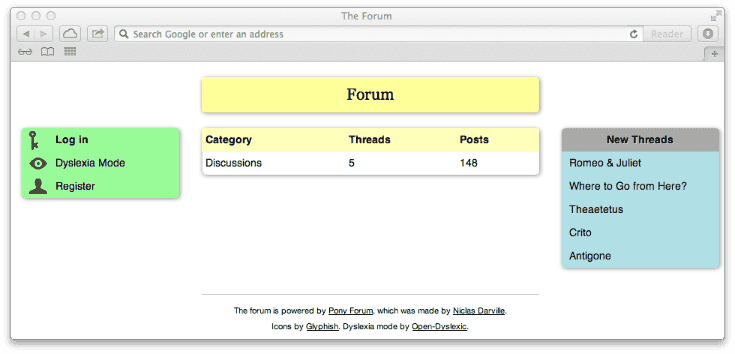 The Forum
Search Google or enter an address
Reader
Forum
Log in
Dyslexia Mode
Register
Category Threads Posts
Discussions 5 148
New Threads
Romeo & Juliet
Where to Go from Here?
Theaetetus
Crito
Antigone
The forum is powered by Pony Forum, which was made by Niclas Darville.
Icons by Glyphish. Dyslexia mode by Open-Dyslexic.